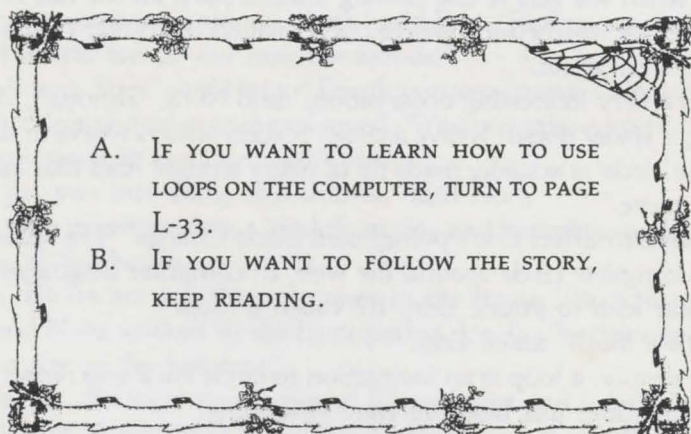 A. IF YOU WANT TO LEARN HOW TO USE
LOOPS ON THE COMPUTER, TURN TO PAGE
L-33.
B. IF YOU WANT TO FOLLOW THE STORY,
KEEP READING.